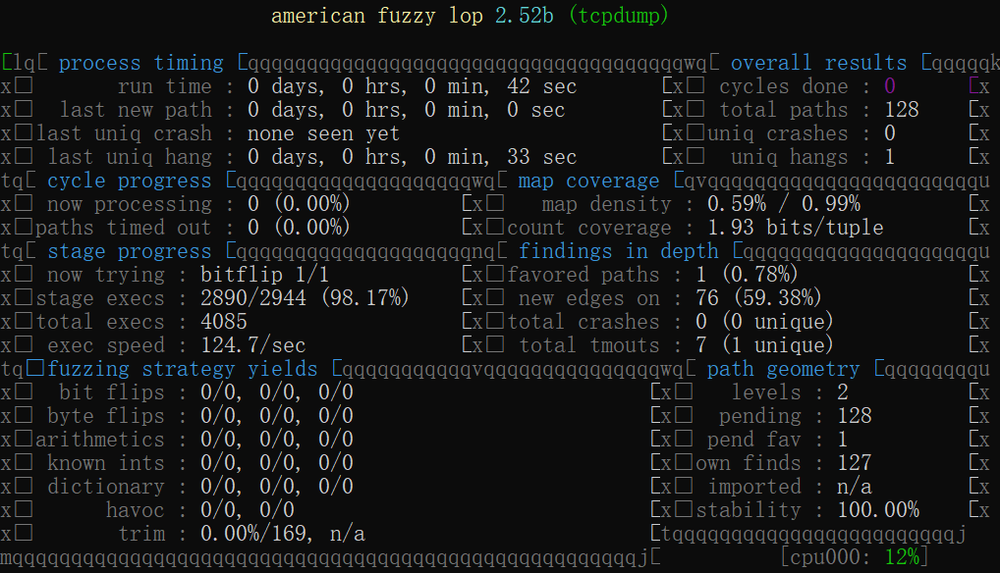 american fuzzy lop 2.52b (tcpdump)
[lq[ process timing [qqqqqqqqqqqqqqqqqqqqqqqqqqqqqqqqqqqqqwq[ overall results [qqqqqk
x□ run time : 0 days, 0 hrs, 0 min, 42 sec [x□ cycles done : 0 [x
x□ last new path : 0 days, 0 hrs, 0 min, 0 sec [x□ total paths : 128 [x
x□last uniq crash : none seen yet [x□uniq crashes : 0 [x
x□ last uniq hang : 0 days, 0 hrs, 0 min, 33 sec [x□ uniq hangs : 1 [x
tq[ cycle progress [qqqqqqqqqqqqqqqqqqqqwq[ map coverage [qvqqqqqqqqqqqqqqqqqqqqqqqu
x□ now processing : 0 (0.00%) [x□ map density : 0.59% / 0.99% [x
x□paths timed out : 0 (0.00%) [x□count coverage : 1.93 bits/tuple [x
tq[ stage progress [qqqqqqqqqqqqqqqqqqqqnq[ findings in depth [qqqqqqqqqqqqqqqqqqqqu
x□ now trying : bitflip 1/1 [x□favored paths : 1 (0.78%) [x
x□stage execs : 2890/2944 (98.17%) [x□ new edges on : 76 (59.38%) [x
x□total execs : 4085 [x□total crashes : 0 (0 unique) [x
x□ exec speed : 124.7/sec [x□ total tmouts : 7 (1 unique) [x
tq□fuzzing strategy yields [qqqqqqqqqqqvqqqqqqqqqqqqqqqwq[ path geometry [qqqqqqqqu
x□ bit flips : 0/0, 0/0, 0/0 [x□ levels : 2 [x
x□ byte flips : 0/0, 0/0, 0/0 [x□ pending : 128 [x
x□arithmetics : 0/0, 0/0, 0/0 [x□ pend fav : 1 [x
x□ known ints : 0/0, 0/0, 0/0 [x□own finds : 127 [x
x□ dictionary : 0/0, 0/0, 0/0 [x□ imported : n/a [x
x□ havoc : 0/0, 0/0 [x□stability : 100.00% [x
x□ trim : 0.00%/169, n/a [tqqqqqqqqqqqqqqqqqqqqqqqqj
mqqqqqqqqqqqqqqqqqqqqqqqqqqqqqqqqqqqqqqqqqqqqqqqqqqqqqj[ [cpu000: 12%]